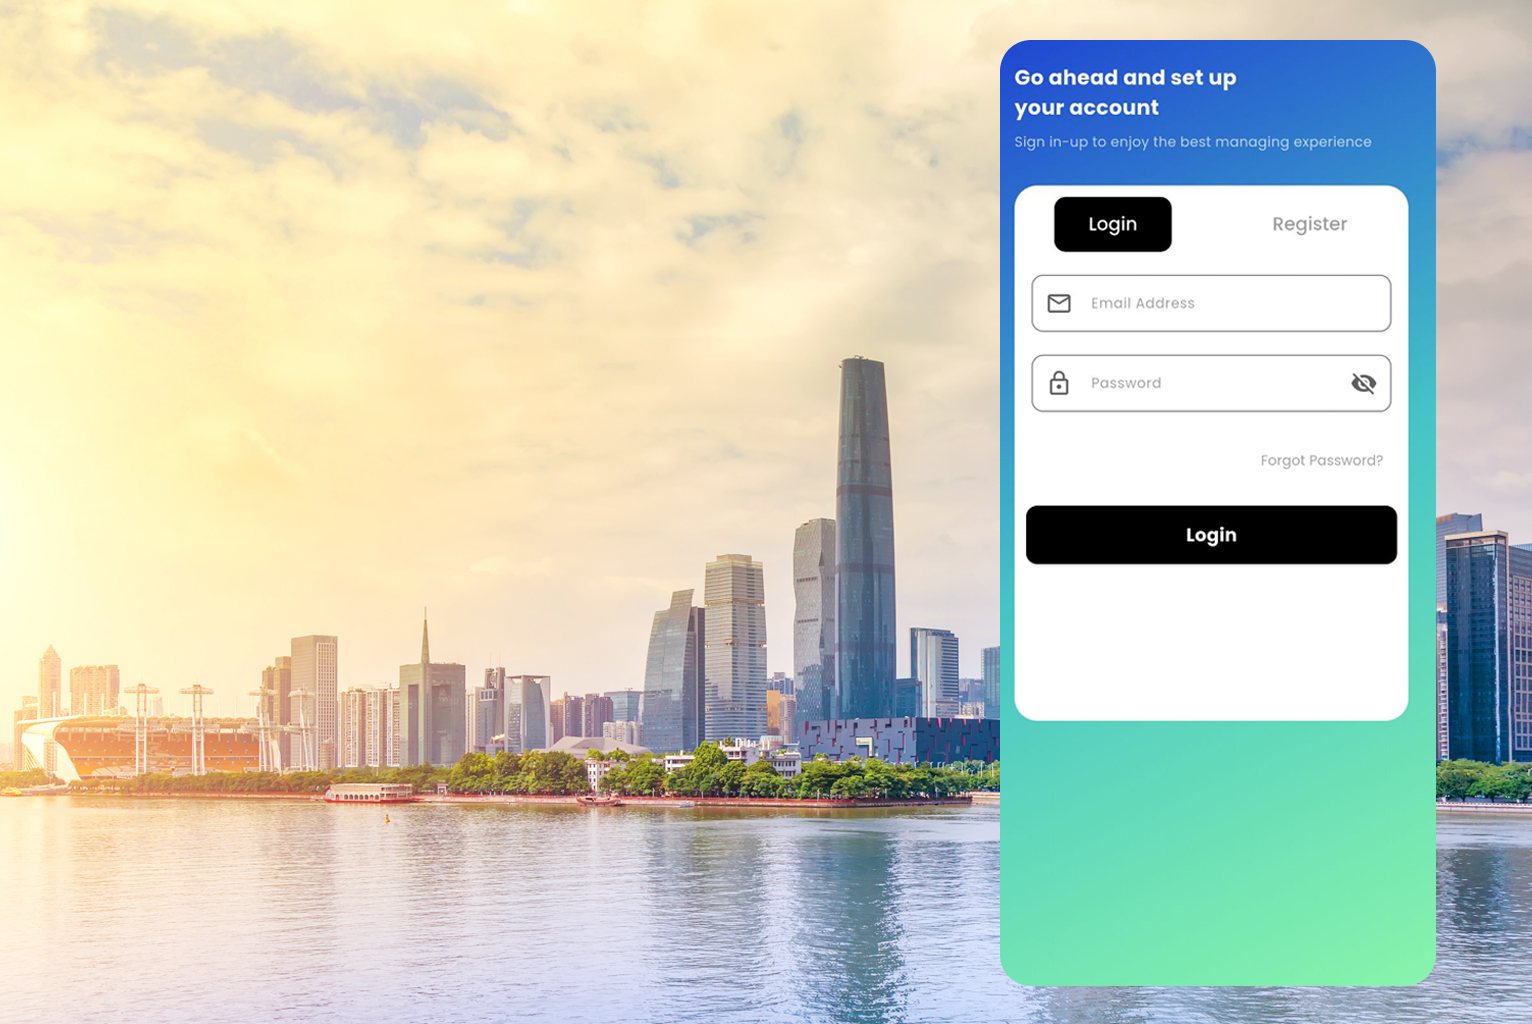 Go ahead and set up
your account
Sign in-up to enjoy the best managing experience
Login
Register
Email Address
Password
Forgot Password?
Login